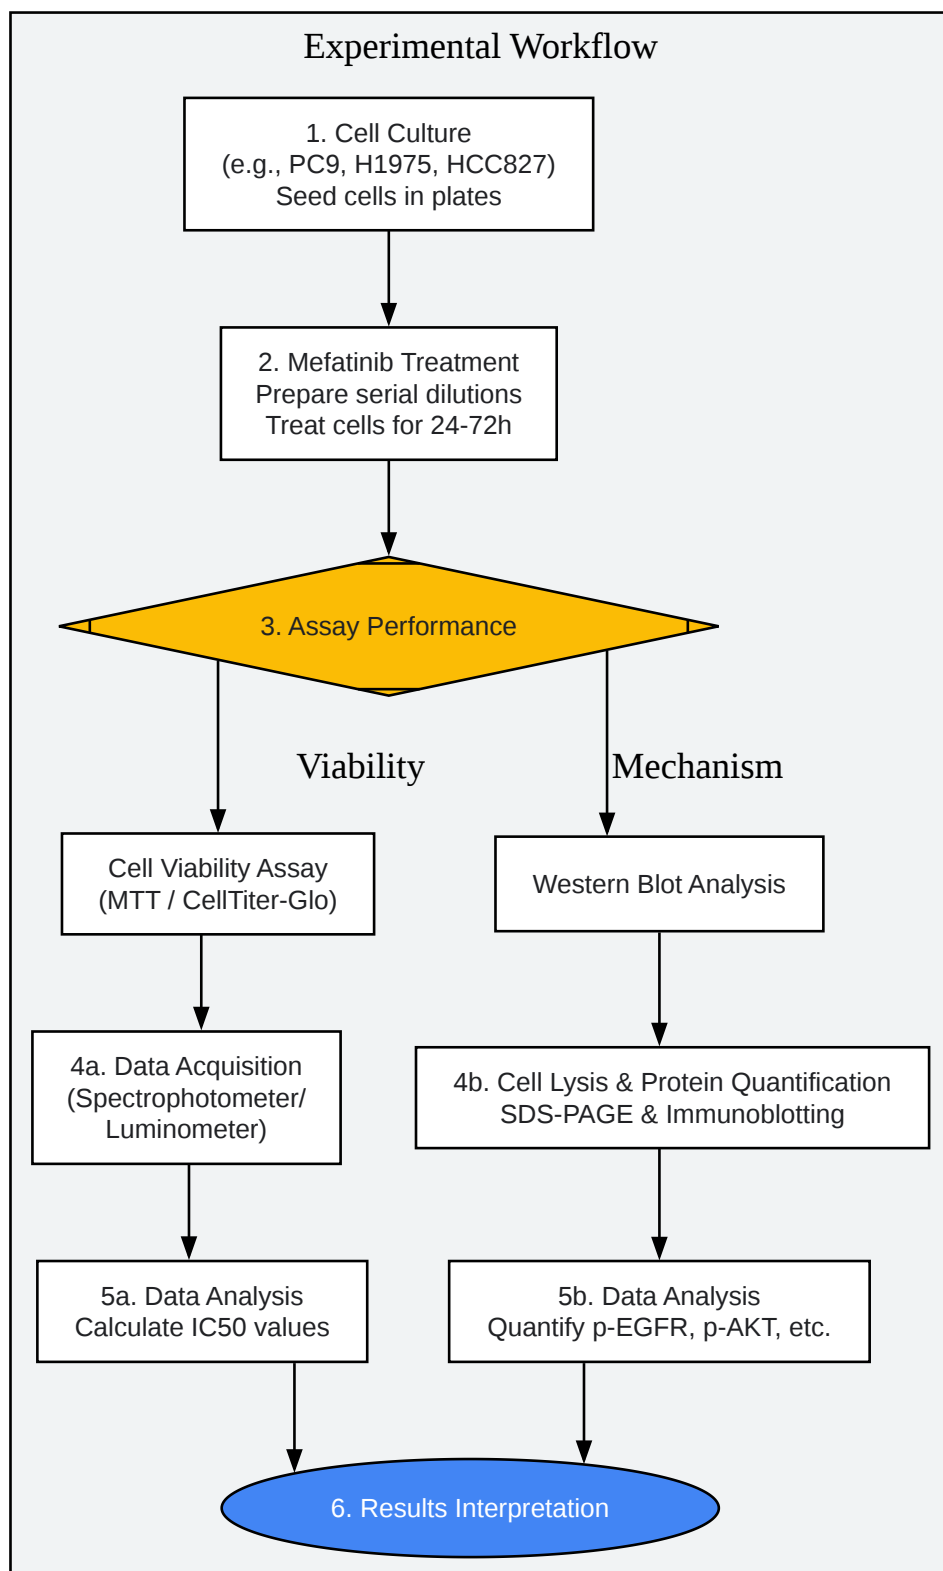 Experimental Workflow
1. Cell Culture
(e.g., PC9, H1975, HCC827)
Seed cells in plates
2. Mefatinib Treatment
Prepare serial dilutions
Treat cells for 24-72h
3. Assay Performance
Viability
Mechanism
Cell Viability Assay
(MTT / CellTiter-Glo)
Western Blot Analysis
4a. Data Acquisition
(Spectrophotometer/
Luminometer)
4b. Cell Lysis & Protein Quantification
SDS-PAGE & Immunoblotting
5a. Data Analysis
Calculate IC50 values
5b. Data Analysis
Quantify p-EGFR, p-AKT, etc.
6. Results Interpretation